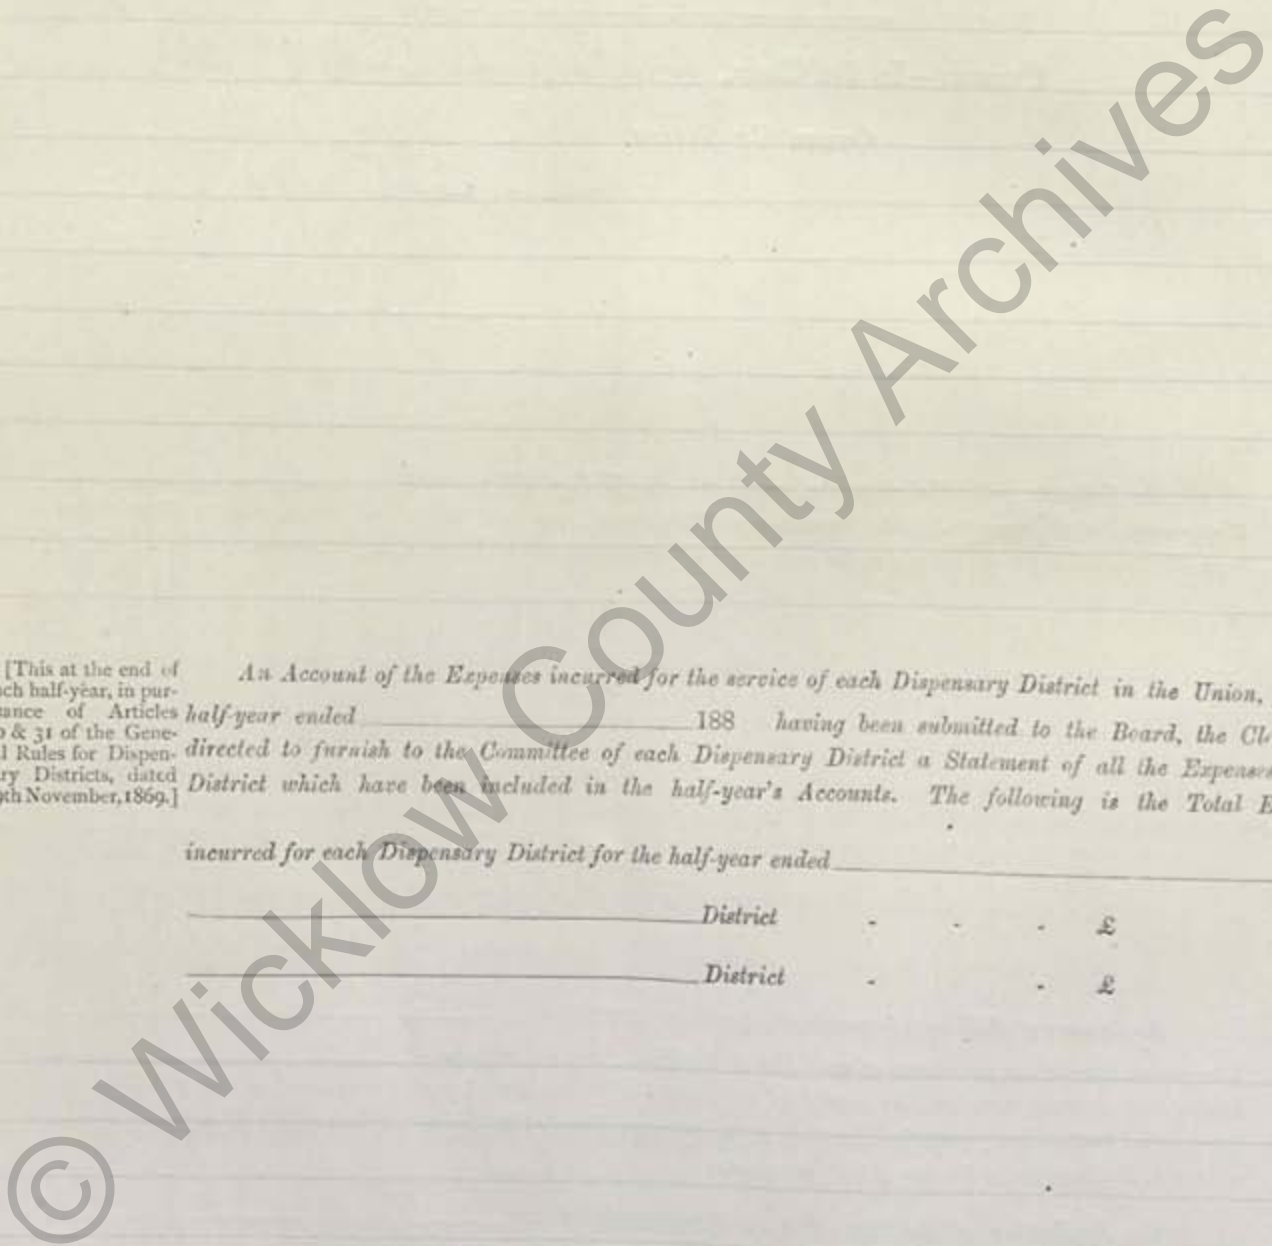 [This at the end of
ch half-year, in pur-
ance of Articles
& 31 of the Gene-
l Rules for Dispen-
ry Districts, dated
th November, 1869.]
An Account of the Expenses incurred for the service of each Dispensary District in the Union,
half-year ended 188 having been submitted to the Board, the Cl
directed to furnish to the Committee of each Dispensary District a Statement of all the Expenses
District which have been included in the half-year's Accounts. The following is the Total E
incurred for each Dispensary District for the half-year ended
District - - - £
District - - £
© Wicklow County Archives